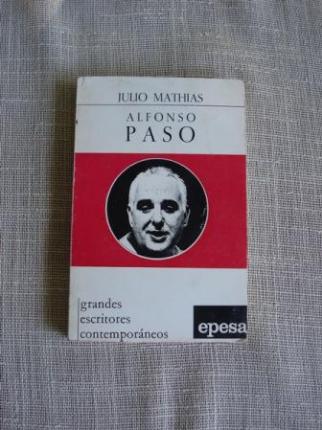 JULIO MATHIAS
ALFONSO
PASO
grandes
escritores
contemporáneos
epesa